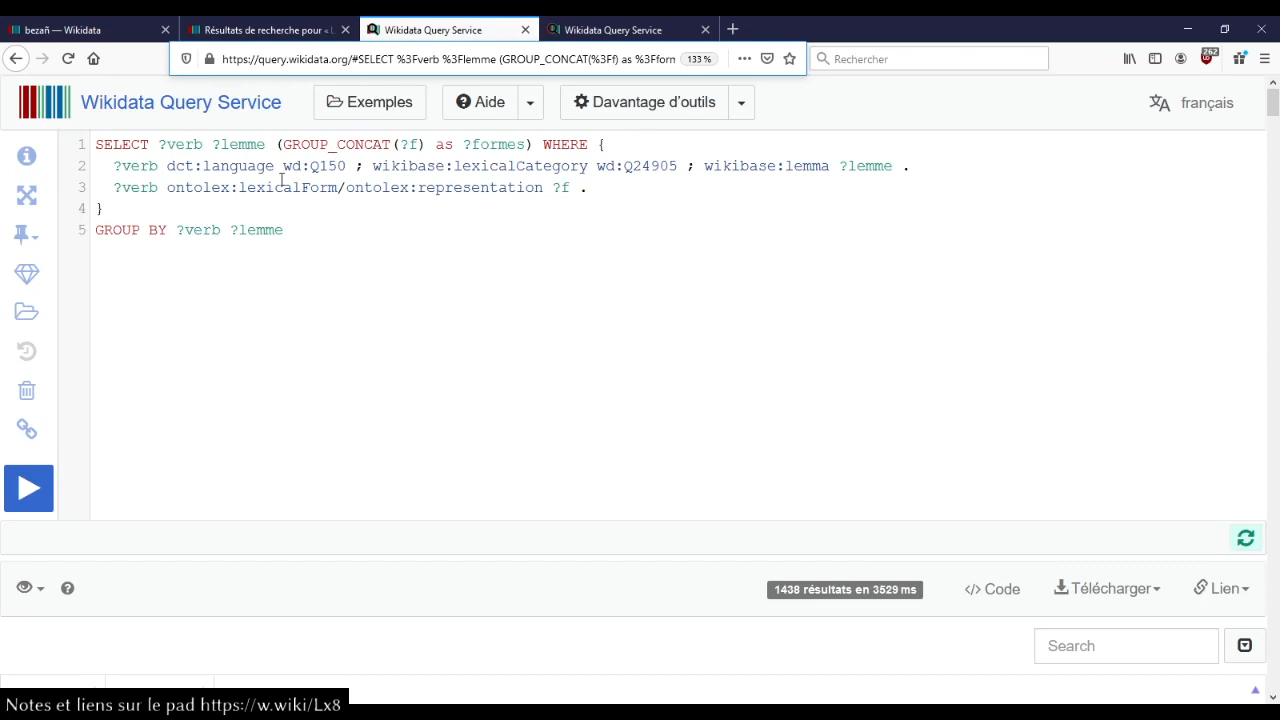 bezañ — Wikidata
Résultats de recherche pour «
Wikidata Query Service
Wikidata Query Service
https://query.wikidata.org/#SELECT %3Fverb %3Flemme (GROUP_CONCAT(%3Ff) as %3Fform
133 %
Rechercher
262
Wikidata Query Service
Exemples
Aide
Davantage d'outils
français
1 SELECT ?verb ?lemme (GROUP_CONCAT(?f) as ?formes) WHERE {
2 ?verb dct:language wd:Q150 ; wikibase:lexicalCategory wd:Q24905 ; wikibase:lemma ?lemme .
3 ?verb ontolex:lexicalForm/ontolex:representation ?f .
4 }
5 GROUP BY ?verb ?lemme
1438 résultats en 3529 ms
</> Code
Télécharger
Lien
Search
Notes et liens sur le pad https://w.wiki/Lx8